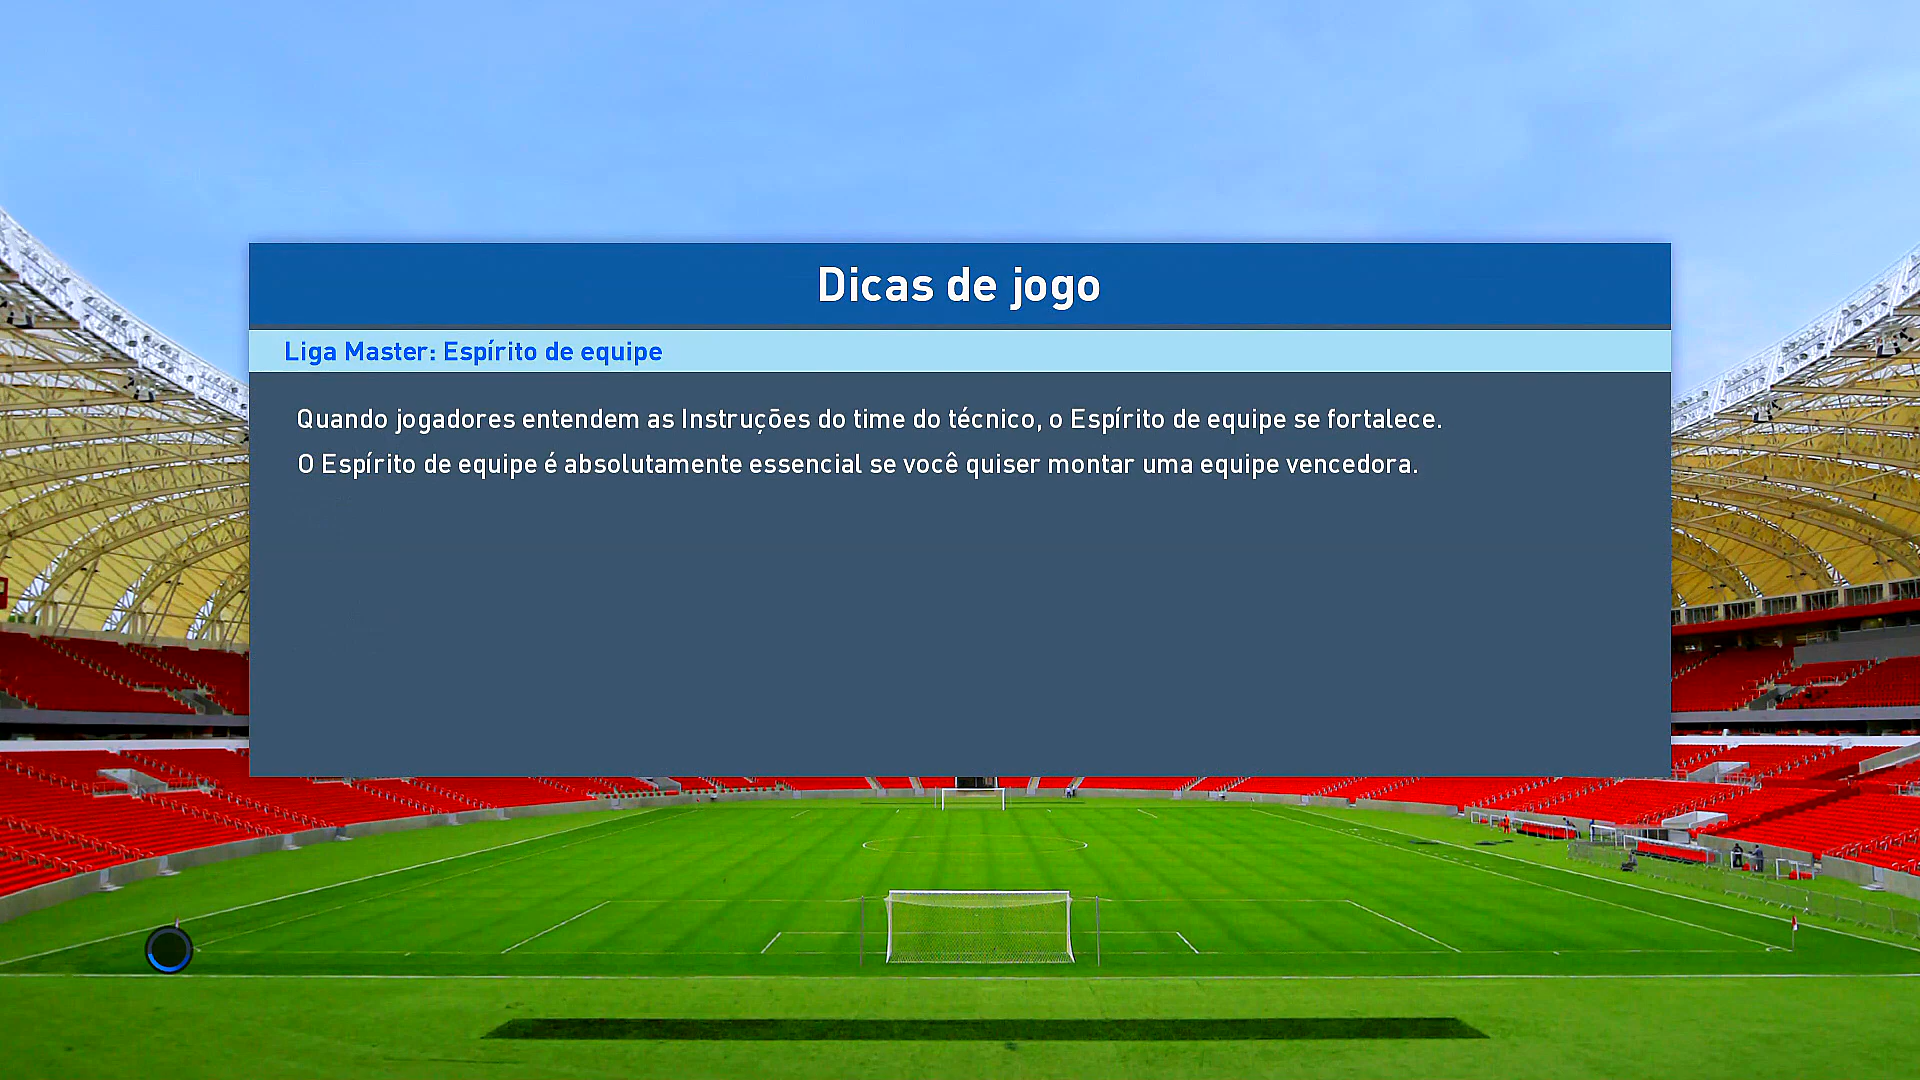 Dicas de jogo
Liga Master: Espírito de equipe
Quando jogadores entendem as Instruções do time do técnico, o Espírito de equipe se fortalece.
O Espírito de equipe é absolutamente essencial se você quiser montar uma equipe vencedora.